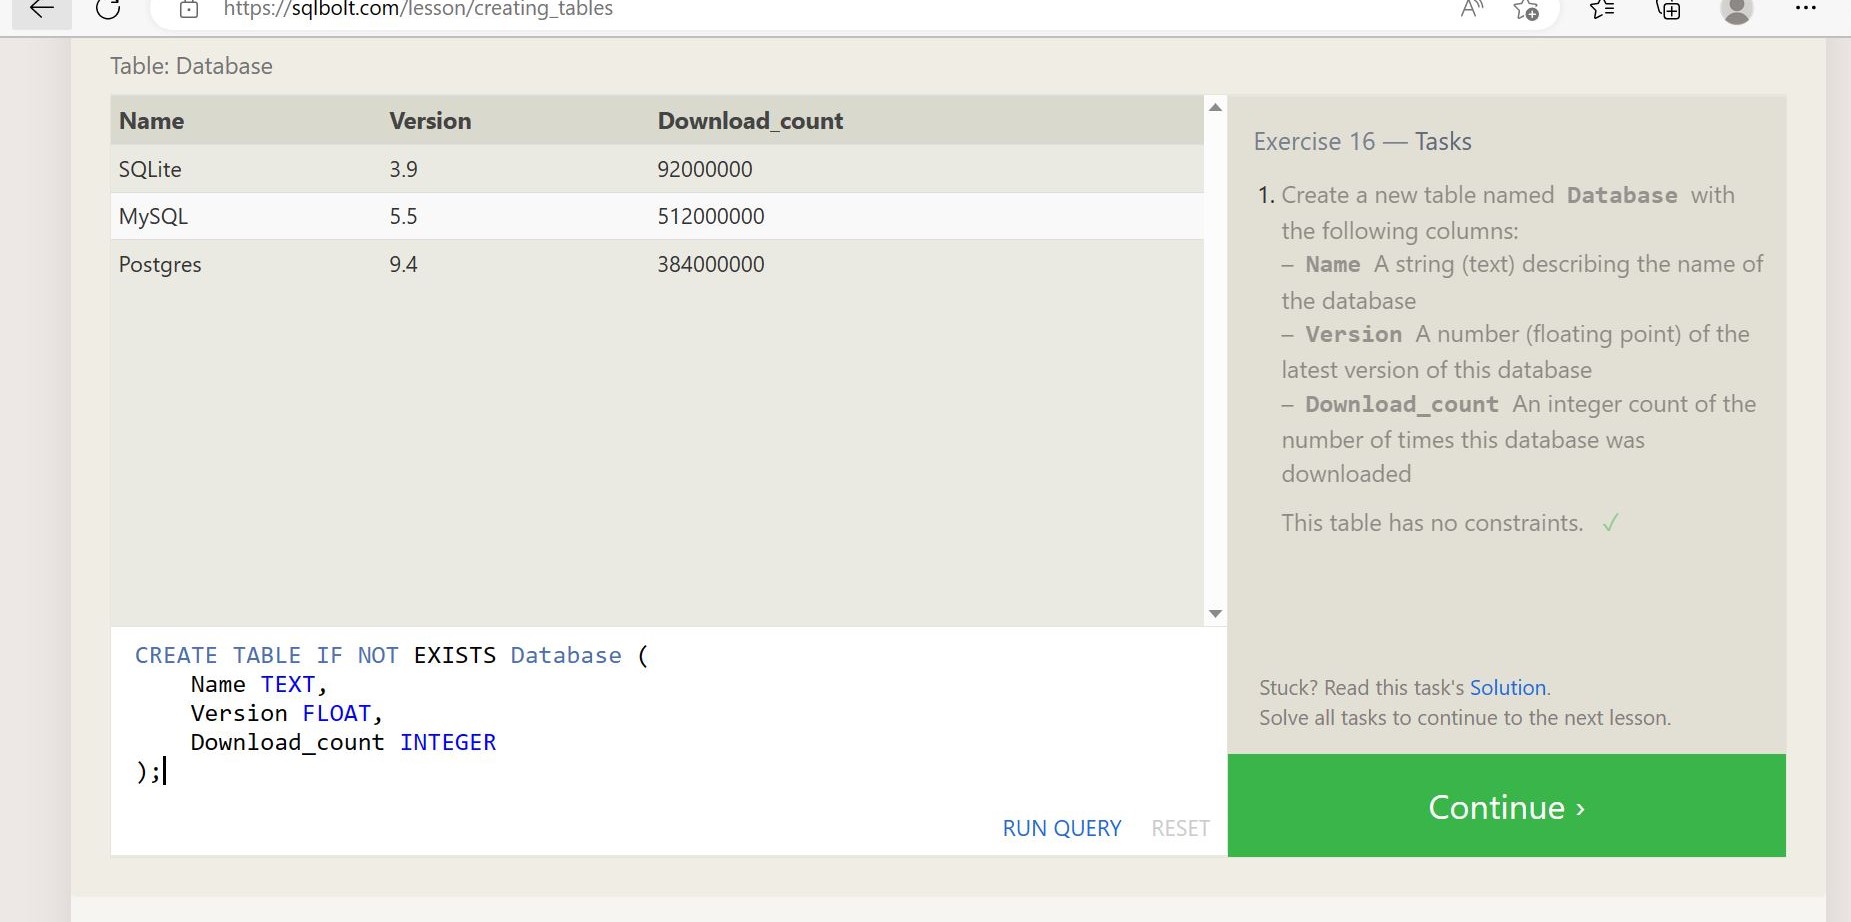 https://sqlbolt.com/lesson/creating_tables
Table: Database
Name Version Download_count
SQLite 3.9 92000000
MySQL 5.5 512000000
Postgres 9.4 384000000
CREATE TABLE IF NOT EXISTS Database (
    Name TEXT,
    Version FLOAT,
    Download_count INTEGER
);
RUN QUERY RESET
Exercise 16 — Tasks
1. Create a new table named Database with
the following columns:
– Name A string (text) describing the name of
the database
– Version A number (floating point) of the
latest version of this database
– Download_count An integer count of the
number of times this database was
downloaded
This table has no constraints. ✓
Stuck? Read this task's Solution.
Solve all tasks to continue to the next lesson.
Continue ›